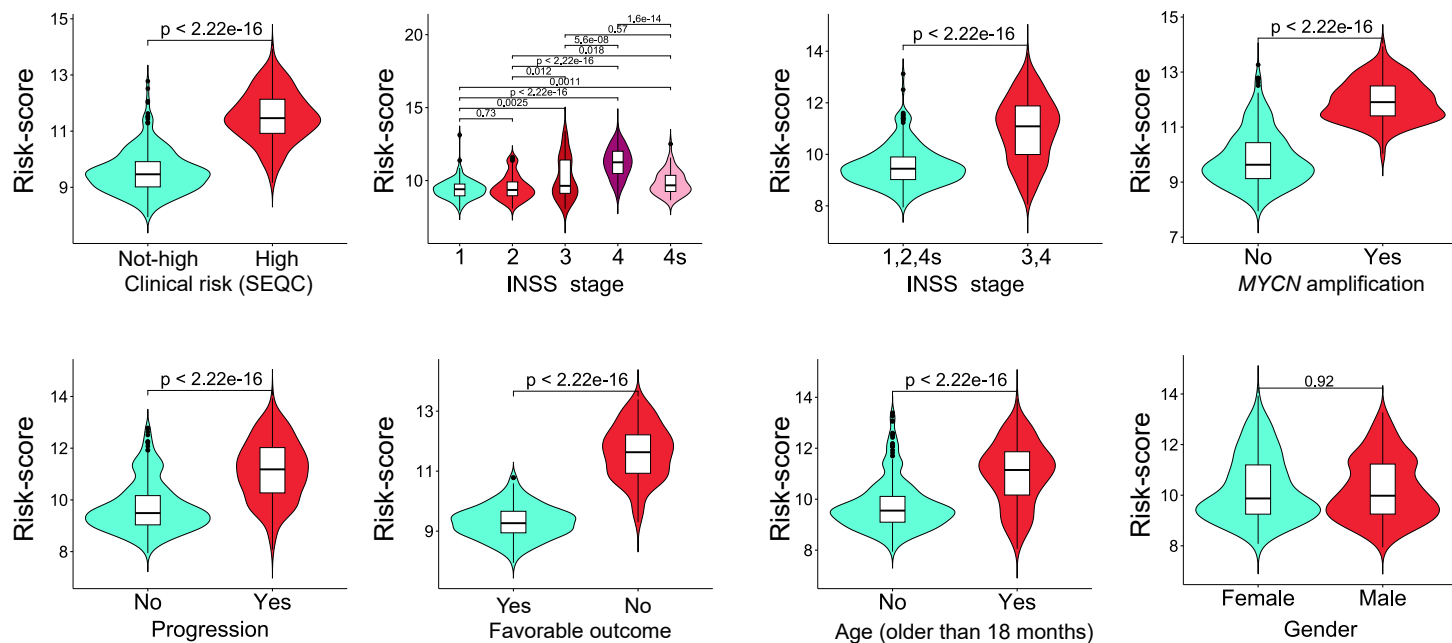 Risk-score
15
13
11
9
p < 2.22e-16
Not-high High
Clinical risk (SEQC)
Risk-score
20
15
10
1.6e-14
0.57
5.6e-08
0.018
p < 2.22e-16
0.012
0.0011
p < 2.22e-16
0.0025
0.73
1 2 3 4 4s
INSS stage
Risk-score
14
12
10
8
p < 2.22e-16
1,2,4s 3,4
INSS stage
Risk-score
15
13
11
9
7
p < 2.22e-16
No Yes
MYCN amplification
Risk-score
14
12
10
8
p < 2.22e-16
No Yes
Progression
Risk-score
13
11
9
p < 2.22e-16
Yes No
Favorable outcome
Risk-score
14
12
10
8
p < 2.22e-16
No Yes
Age (older than 18 months)
Risk-score
14
12
10
8
0.92
Female Male
Gender